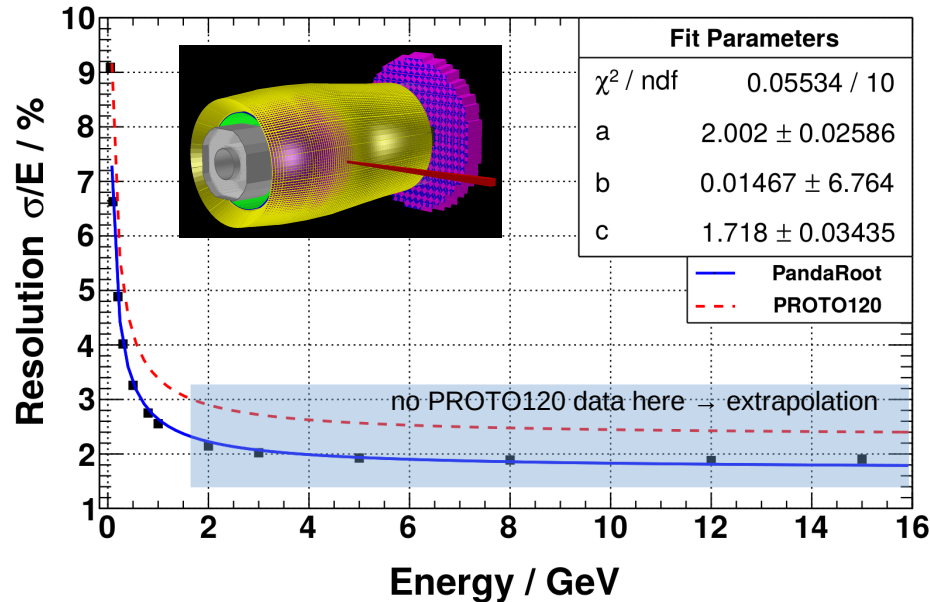 Resolution σ/E / %
10
9
8
7
6
5
4
3
2
1
Fit Parameters
χ² / ndf 0.05534 / 10
a 2.002 ± 0.02586
b 0.01467 ± 6.764
c 1.718 ± 0.03435
PandaRoot
PROTO120
no PROTO120 data here → extrapolation
0 2 4 6 8 10 12 14 16
Energy / GeV